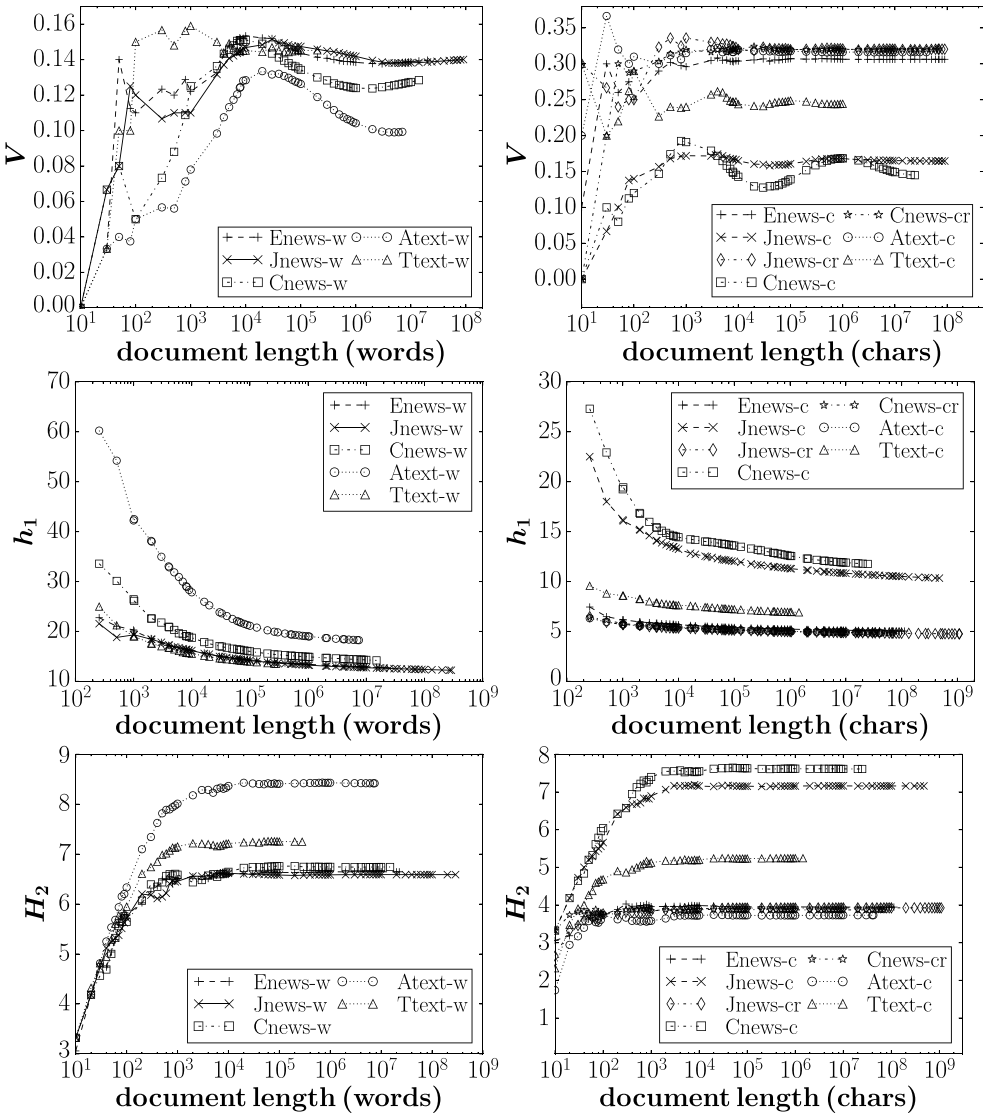 0.16
0.14
0.12
0.10
0.08
0.06
0.04
0.02
0.00
V
10^1 10^2 10^3 10^4 10^5 10^6 10^7 10^8
document length (words)
Enews-w Atext-w
Jnews-w Ttext-w
Cnews-w
0.35
0.30
0.25
0.20
0.15
0.10
0.05
0.00
V
10^1 10^2 10^3 10^4 10^5 10^6 10^7 10^8
document length (chars)
Enews-c Cnews-cr
Jnews-c Atext-c
Jnews-cr Ttext-c
Cnews-c
70
60
50
40
30
20
10
h_1
10^2 10^3 10^4 10^5 10^6 10^7 10^8 10^9
document length (words)
Enews-w
Jnews-w
Cnews-w
Atext-w
Ttext-w
30
25
20
15
10
5
0
h_1
10^2 10^3 10^4 10^5 10^6 10^7 10^8 10^9
document length (chars)
Enews-c Cnews-cr
Jnews-c Atext-c
Jnews-cr Ttext-c
Cnews-c
9
8
7
6
5
4
3
H_2
10^1 10^2 10^3 10^4 10^5 10^6 10^7 10^8 10^9
document length (words)
Enews-w Atext-w
Jnews-w Ttext-w
Cnews-w
8
7
6
5
4
3
2
1
H_2
10^1 10^2 10^3 10^4 10^5 10^6 10^7 10^8 10^9
document length (chars)
Enews-c Cnews-cr
Jnews-c Atext-c
Jnews-cr Ttext-c
Cnews-c